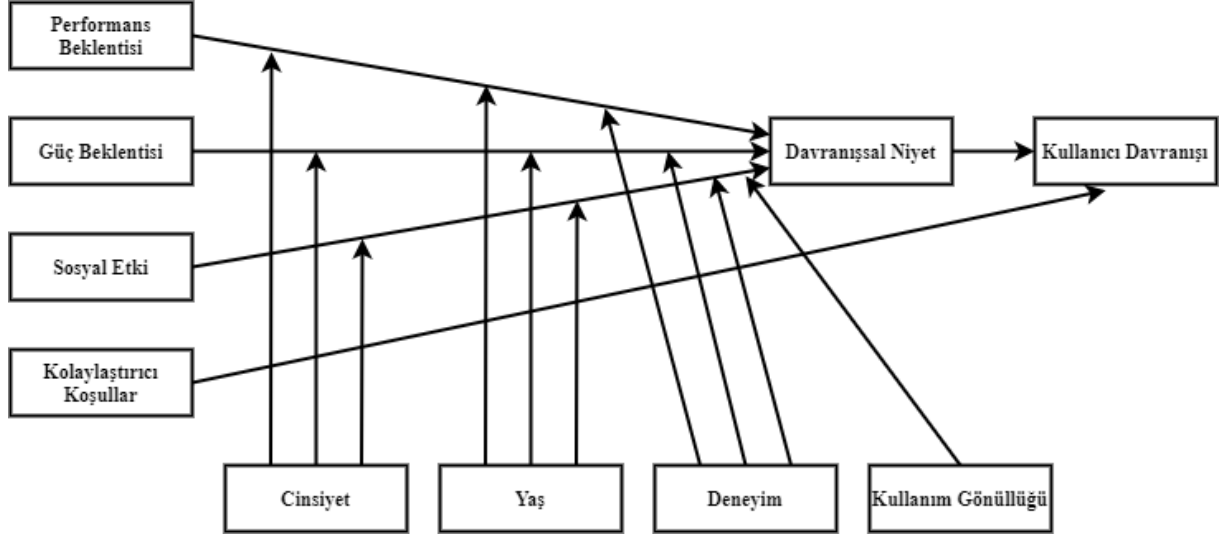 Performans
Beklentisi
Güç Beklentisi
Davranışsal Niyet
Kullanıcı Davranışı
Sosyal Etki
Kolaylaştırıcı
Koşullar
Cinsiyet
Yaş
Deneyim
Kullanım Gönüllüğü